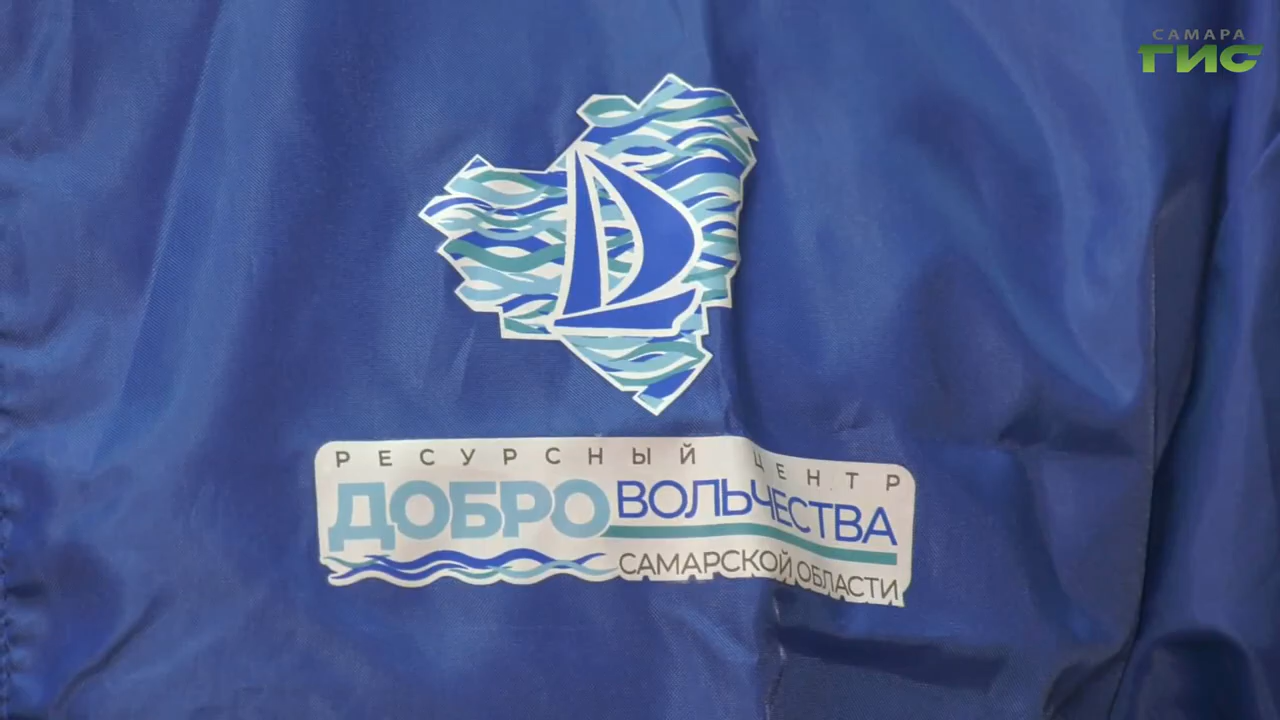 САМАРА
ГИС
РЕСУРСНЫЙ ЦЕНТР
ДОБРОВОЛЬЧЕСТВА
САМАРСКОЙ ОБЛАСТИ